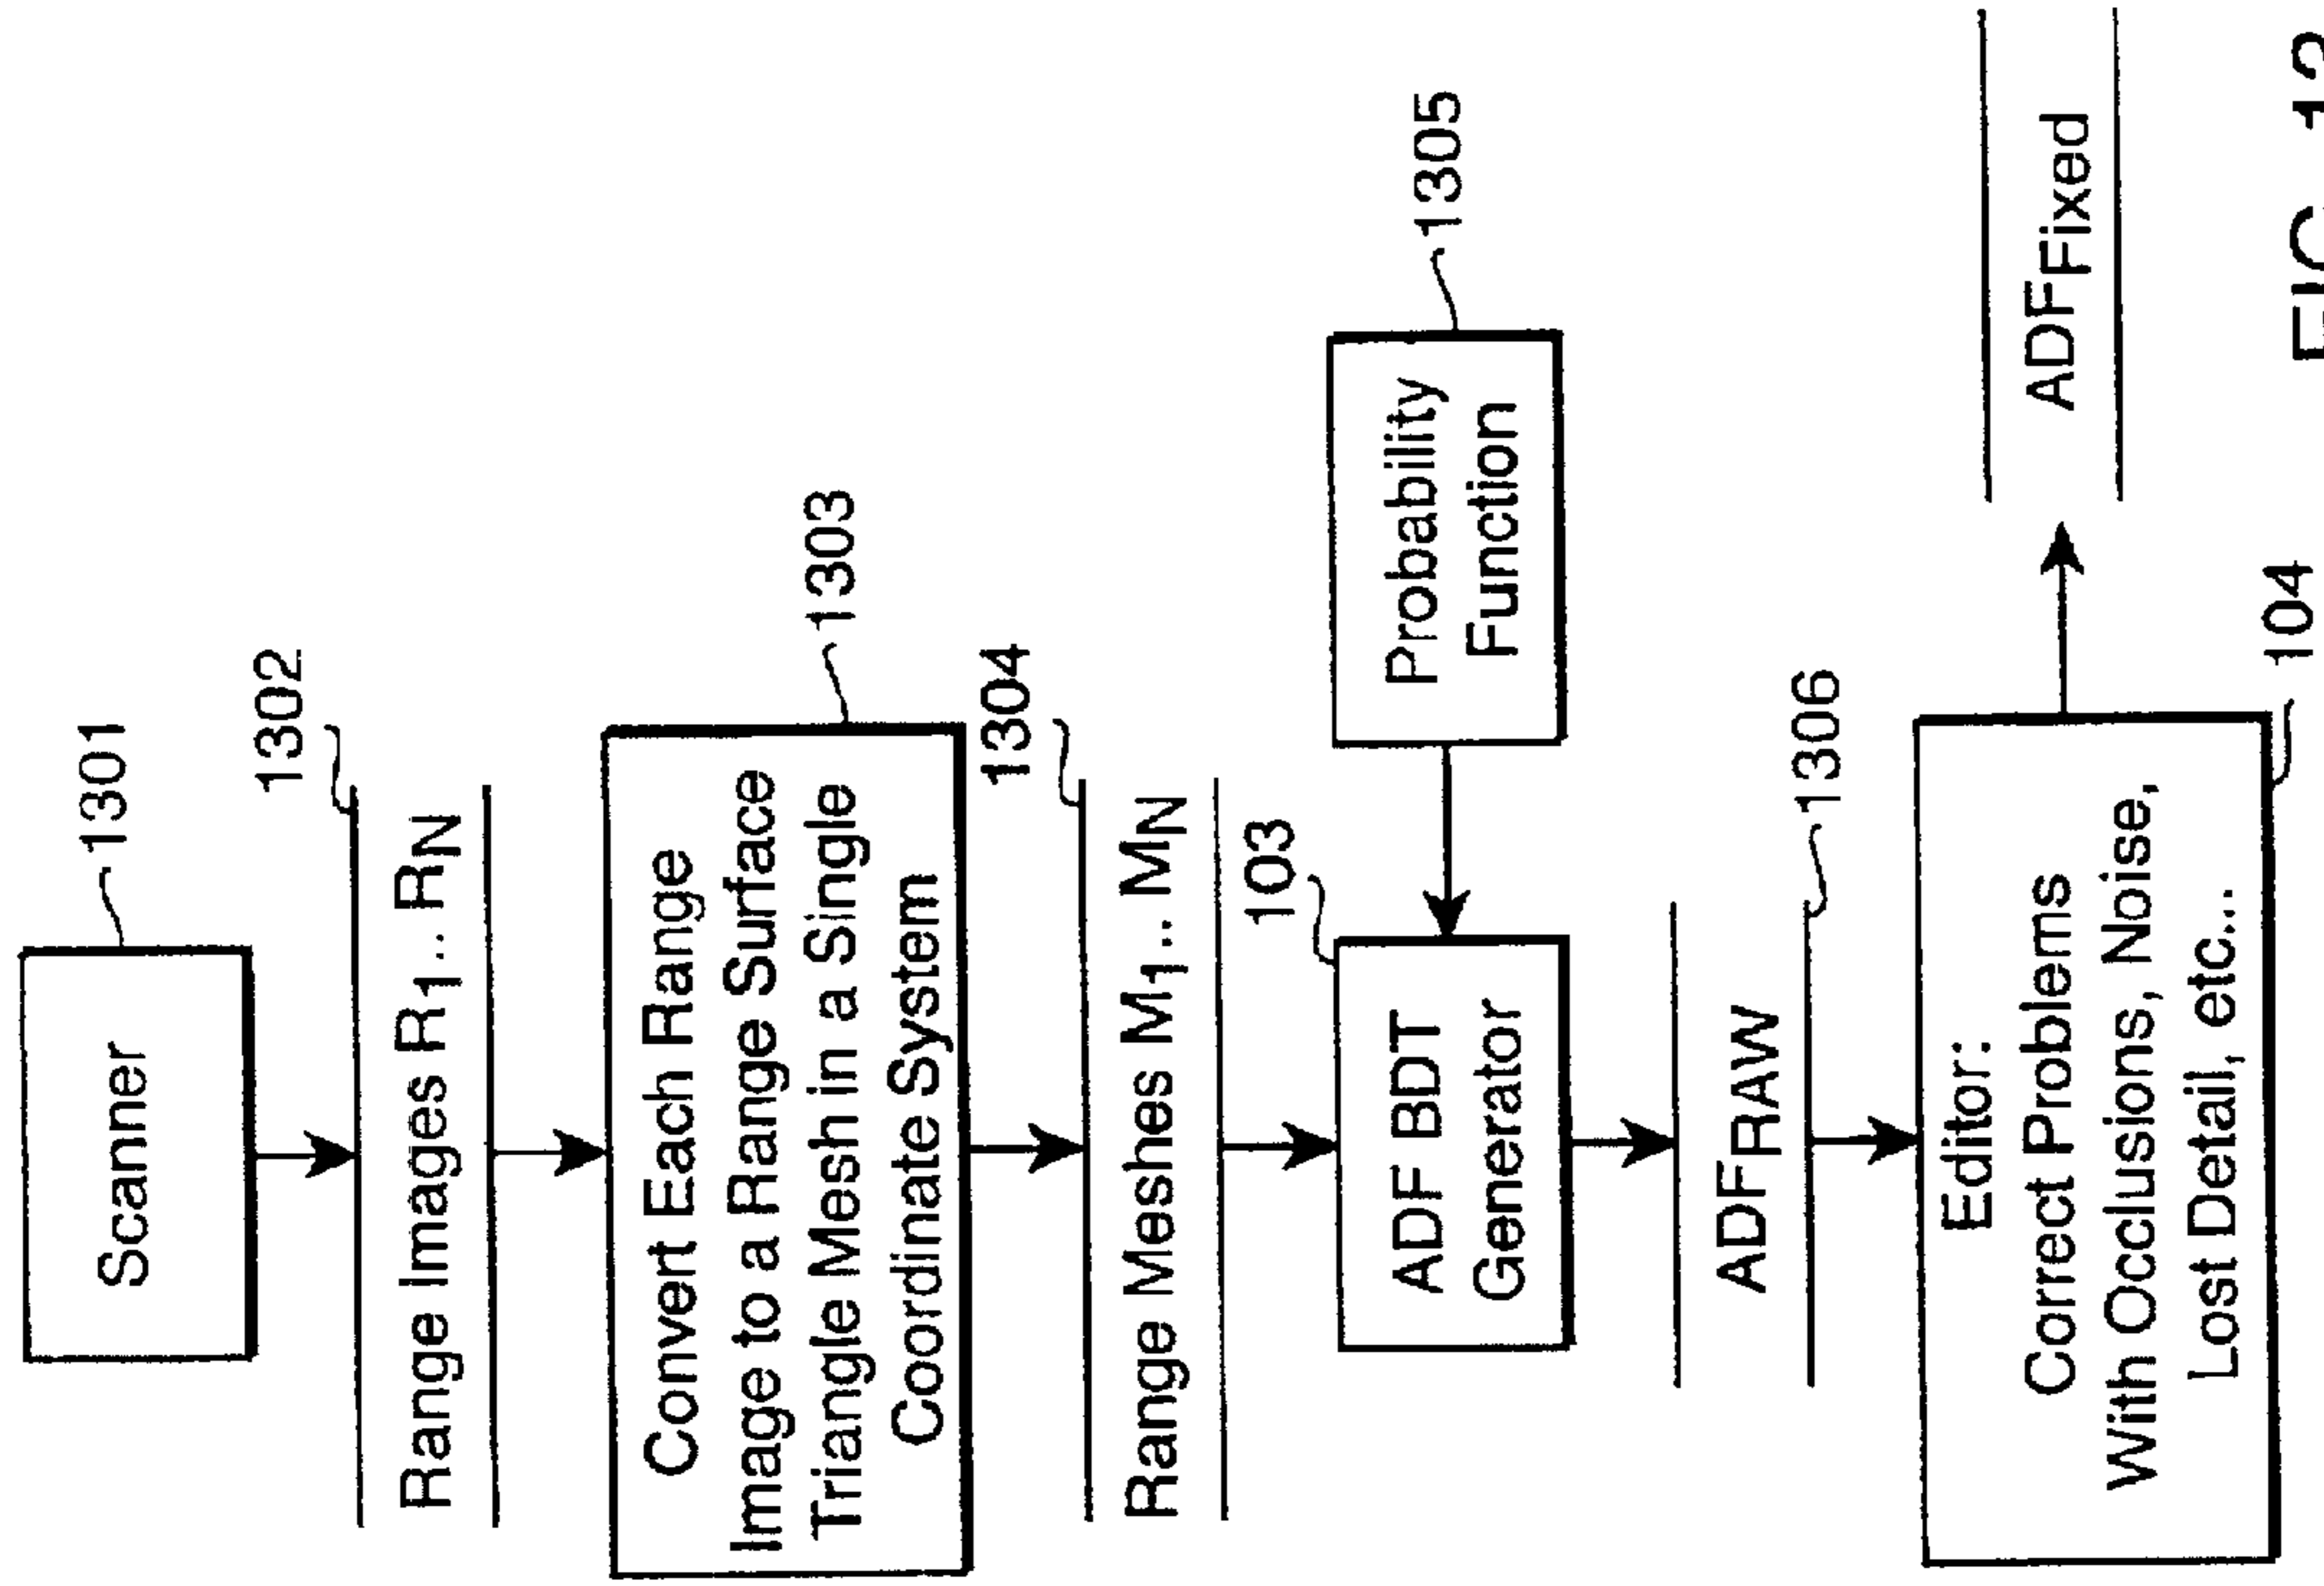 Scanner
1301
1302
Range Images R1.. RN
Convert Each Range
Image to a Range Surface
Triangle Mesh in a Single
Coordinate System
1303
1304
Range Meshes M1.. MN
103
ADF BDT
Generator
Probability
Function
1305
ADFRAW
1306
Editor:
Correct Problems
With Occlusions, Noise,
Lost Detail, etc...
104
ADFFixed